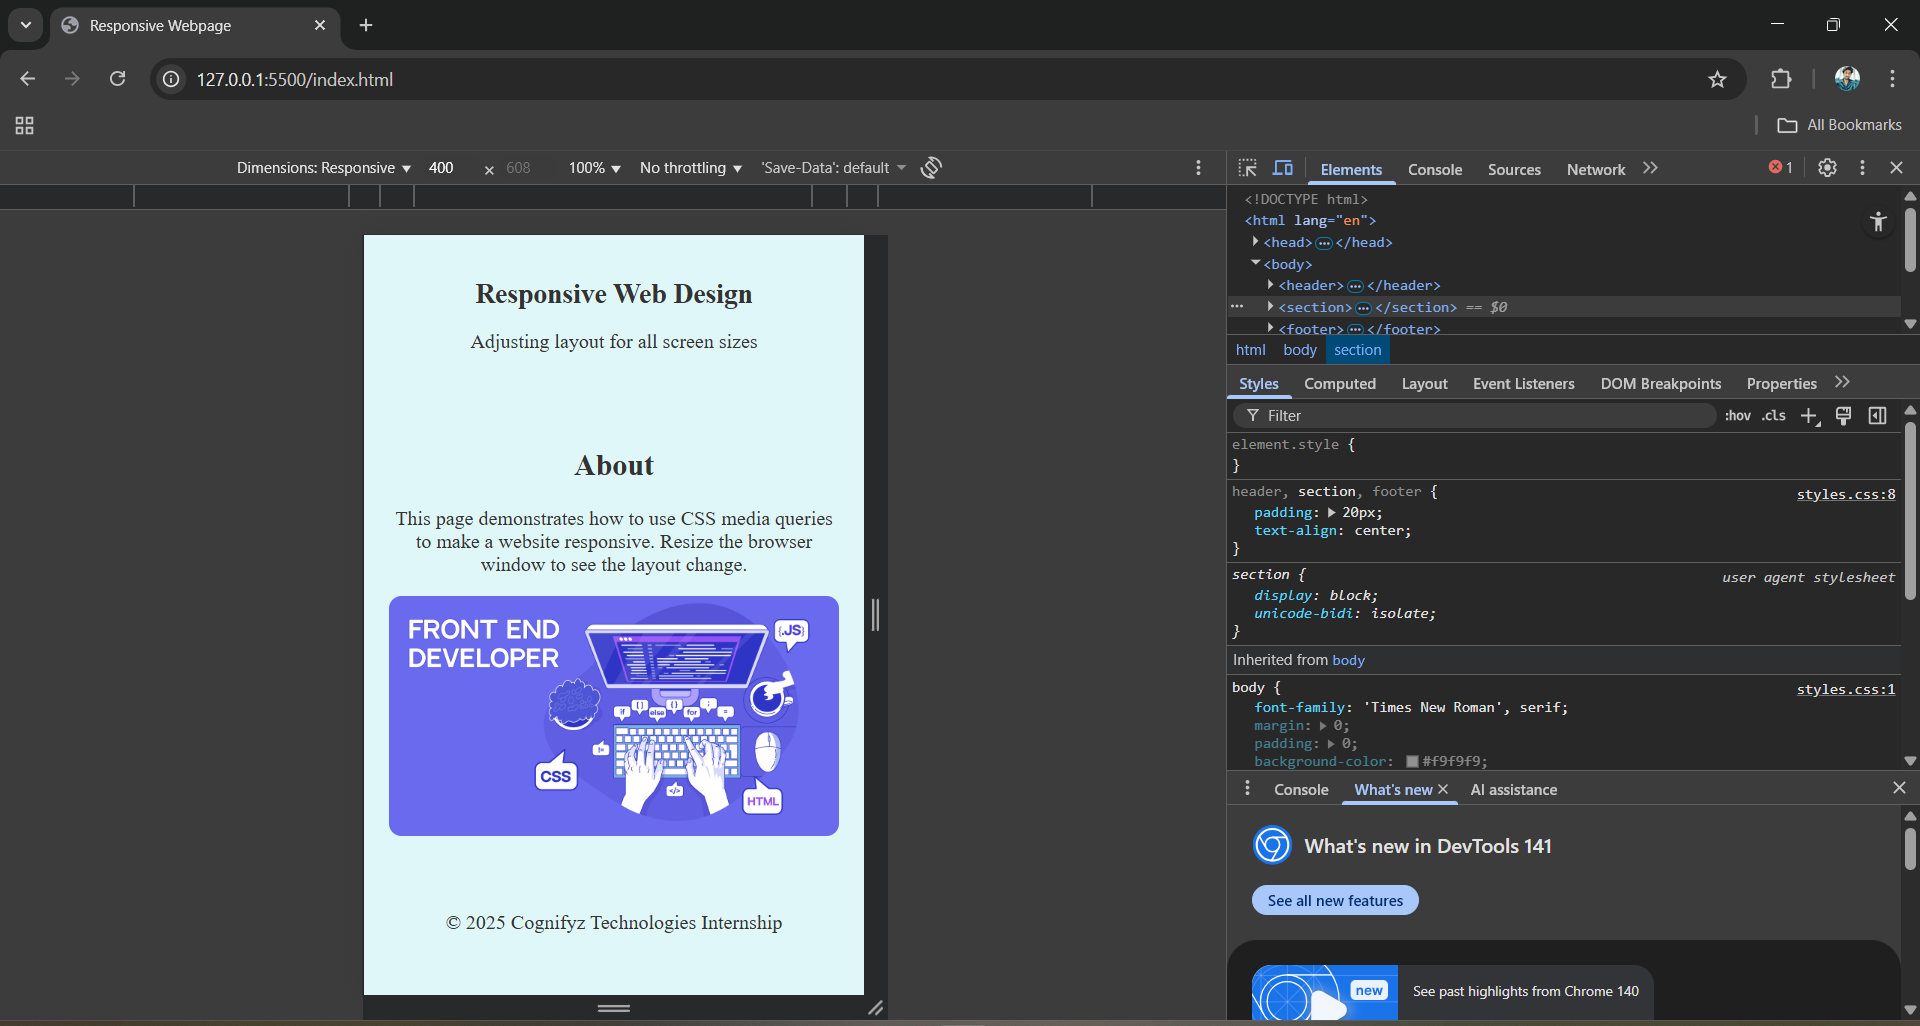 Responsive Webpage
127.0.0.1:5500/index.html
All Bookmarks
Dimensions: Responsive 400 × 608 100% No throttling 'Save-Data': default
Elements Console Sources Network 1
<!DOCTYPE html>
<html lang="en">
<head> … </head>
<body>
<header> … </header>
… <section> … </section> == $0
<footer> … </footer>
html body section
Styles Computed Layout Event Listeners DOM Breakpoints Properties
Filter :hov .cls
element.style {
}
header, section, footer { styles.css:8
padding: 20px;
text-align: center;
}
section { user agent stylesheet
display: block;
unicode-bidi: isolate;
}
Inherited from body
body { styles.css:1
font-family: 'Times New Roman', serif;
margin: 0;
padding: 0;
background-color: #f9f9f9;
Console What's new AI assistance
What's new in DevTools 141
See all new features
new
See past highlights from Chrome 140
Responsive Web Design
Adjusting layout for all screen sizes
About
This page demonstrates how to use CSS media queries
to make a website responsive. Resize the browser
window to see the layout change.
FRONT END
DEVELOPER
{.JS}
if [] else {} for ; =
!=
CSS
</>
HTML
© 2025 Cognifyz Technologies Internship